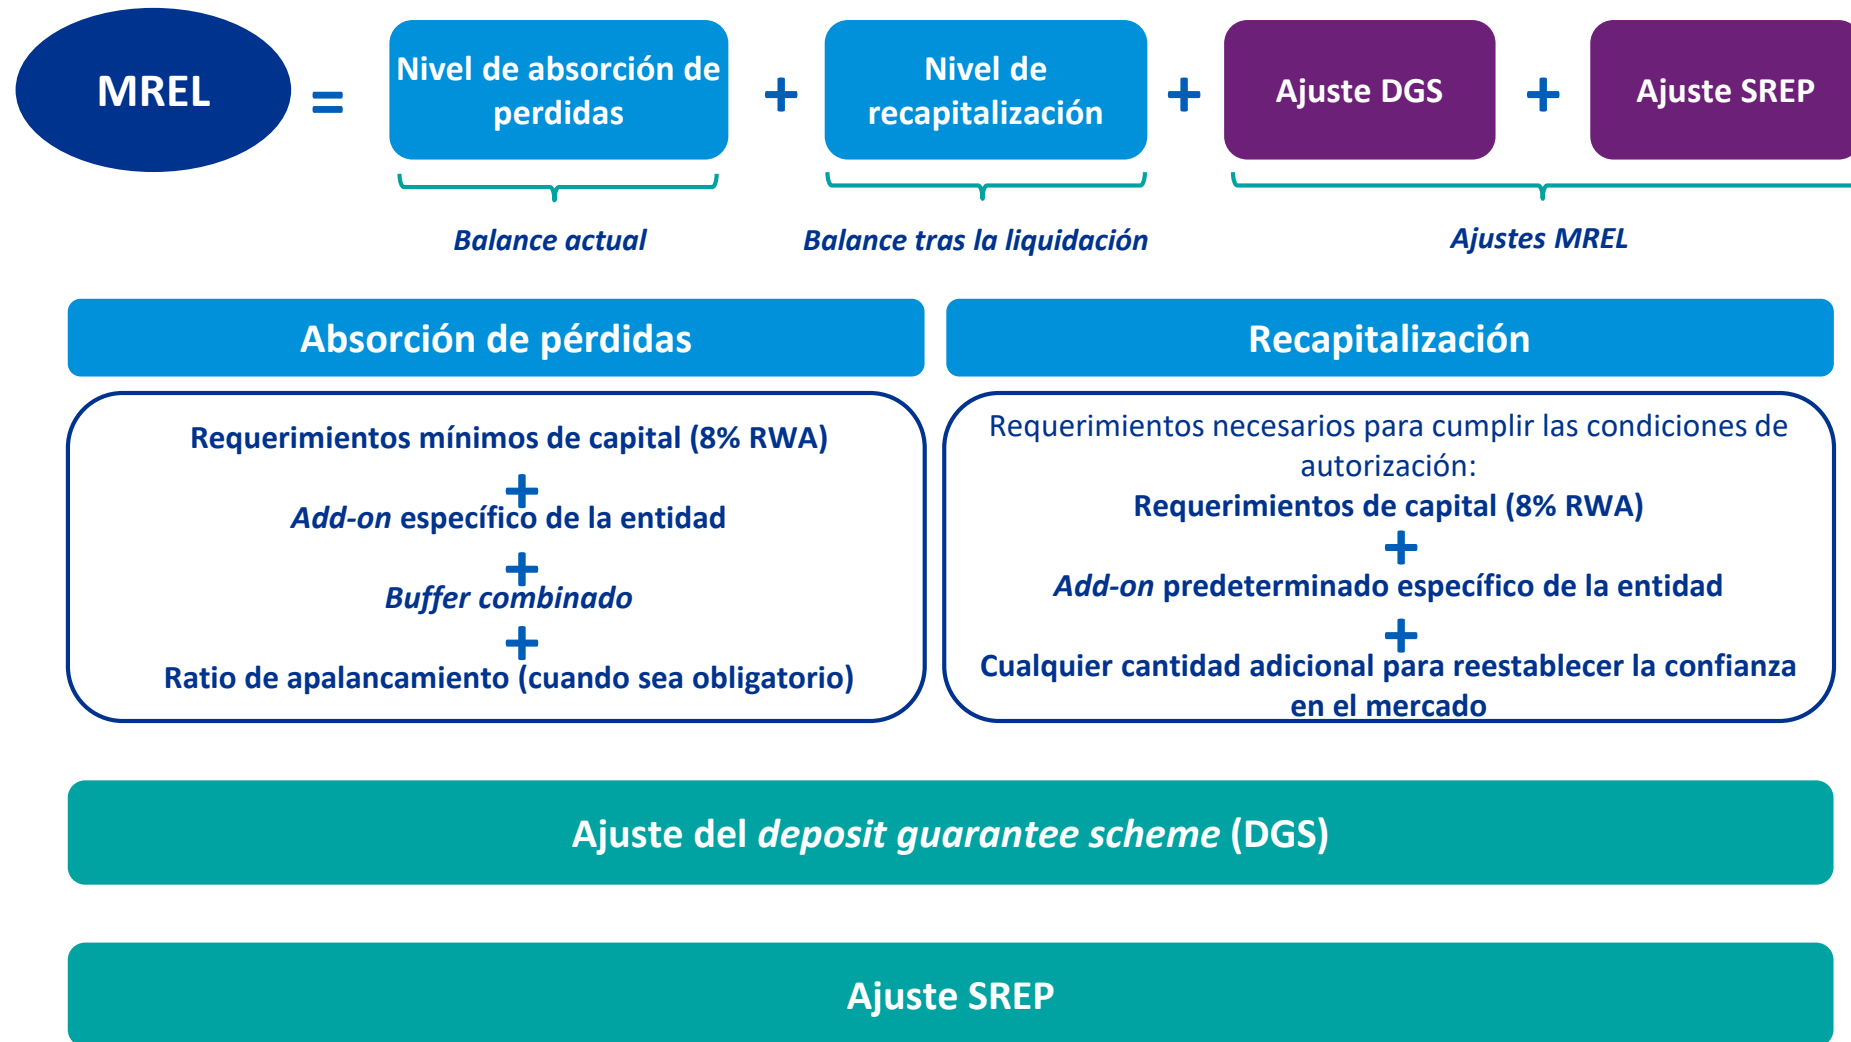 MREL
=
Nivel de absorción de
perdidas
+
Nivel de
recapitalización
+
Ajuste DGS
+
Ajuste SREP
Balance actual
Balance tras la liquidación
Ajustes MREL
Absorción de pérdidas
Requerimientos mínimos de capital (8% RWA)
+
Add-on específico de la entidad
+
Buffer combinado
+
Ratio de apalancamiento (cuando sea obligatorio)
Recapitalización
Requerimientos necesarios para cumplir las condiciones de
autorización:
Requerimientos de capital (8% RWA)
+
Add-on predeterminado específico de la entidad
+
Cualquier cantidad adicional para reestablecer la confianza
en el mercado
Ajuste del deposit guarantee scheme (DGS)
Ajuste SREP